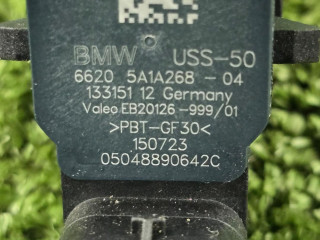 BMW USS-50
6620 5A1A268-04
133151 12 Germany
Valeo EB20126-999/01
>PBT-GF30<
150723
05048890642C